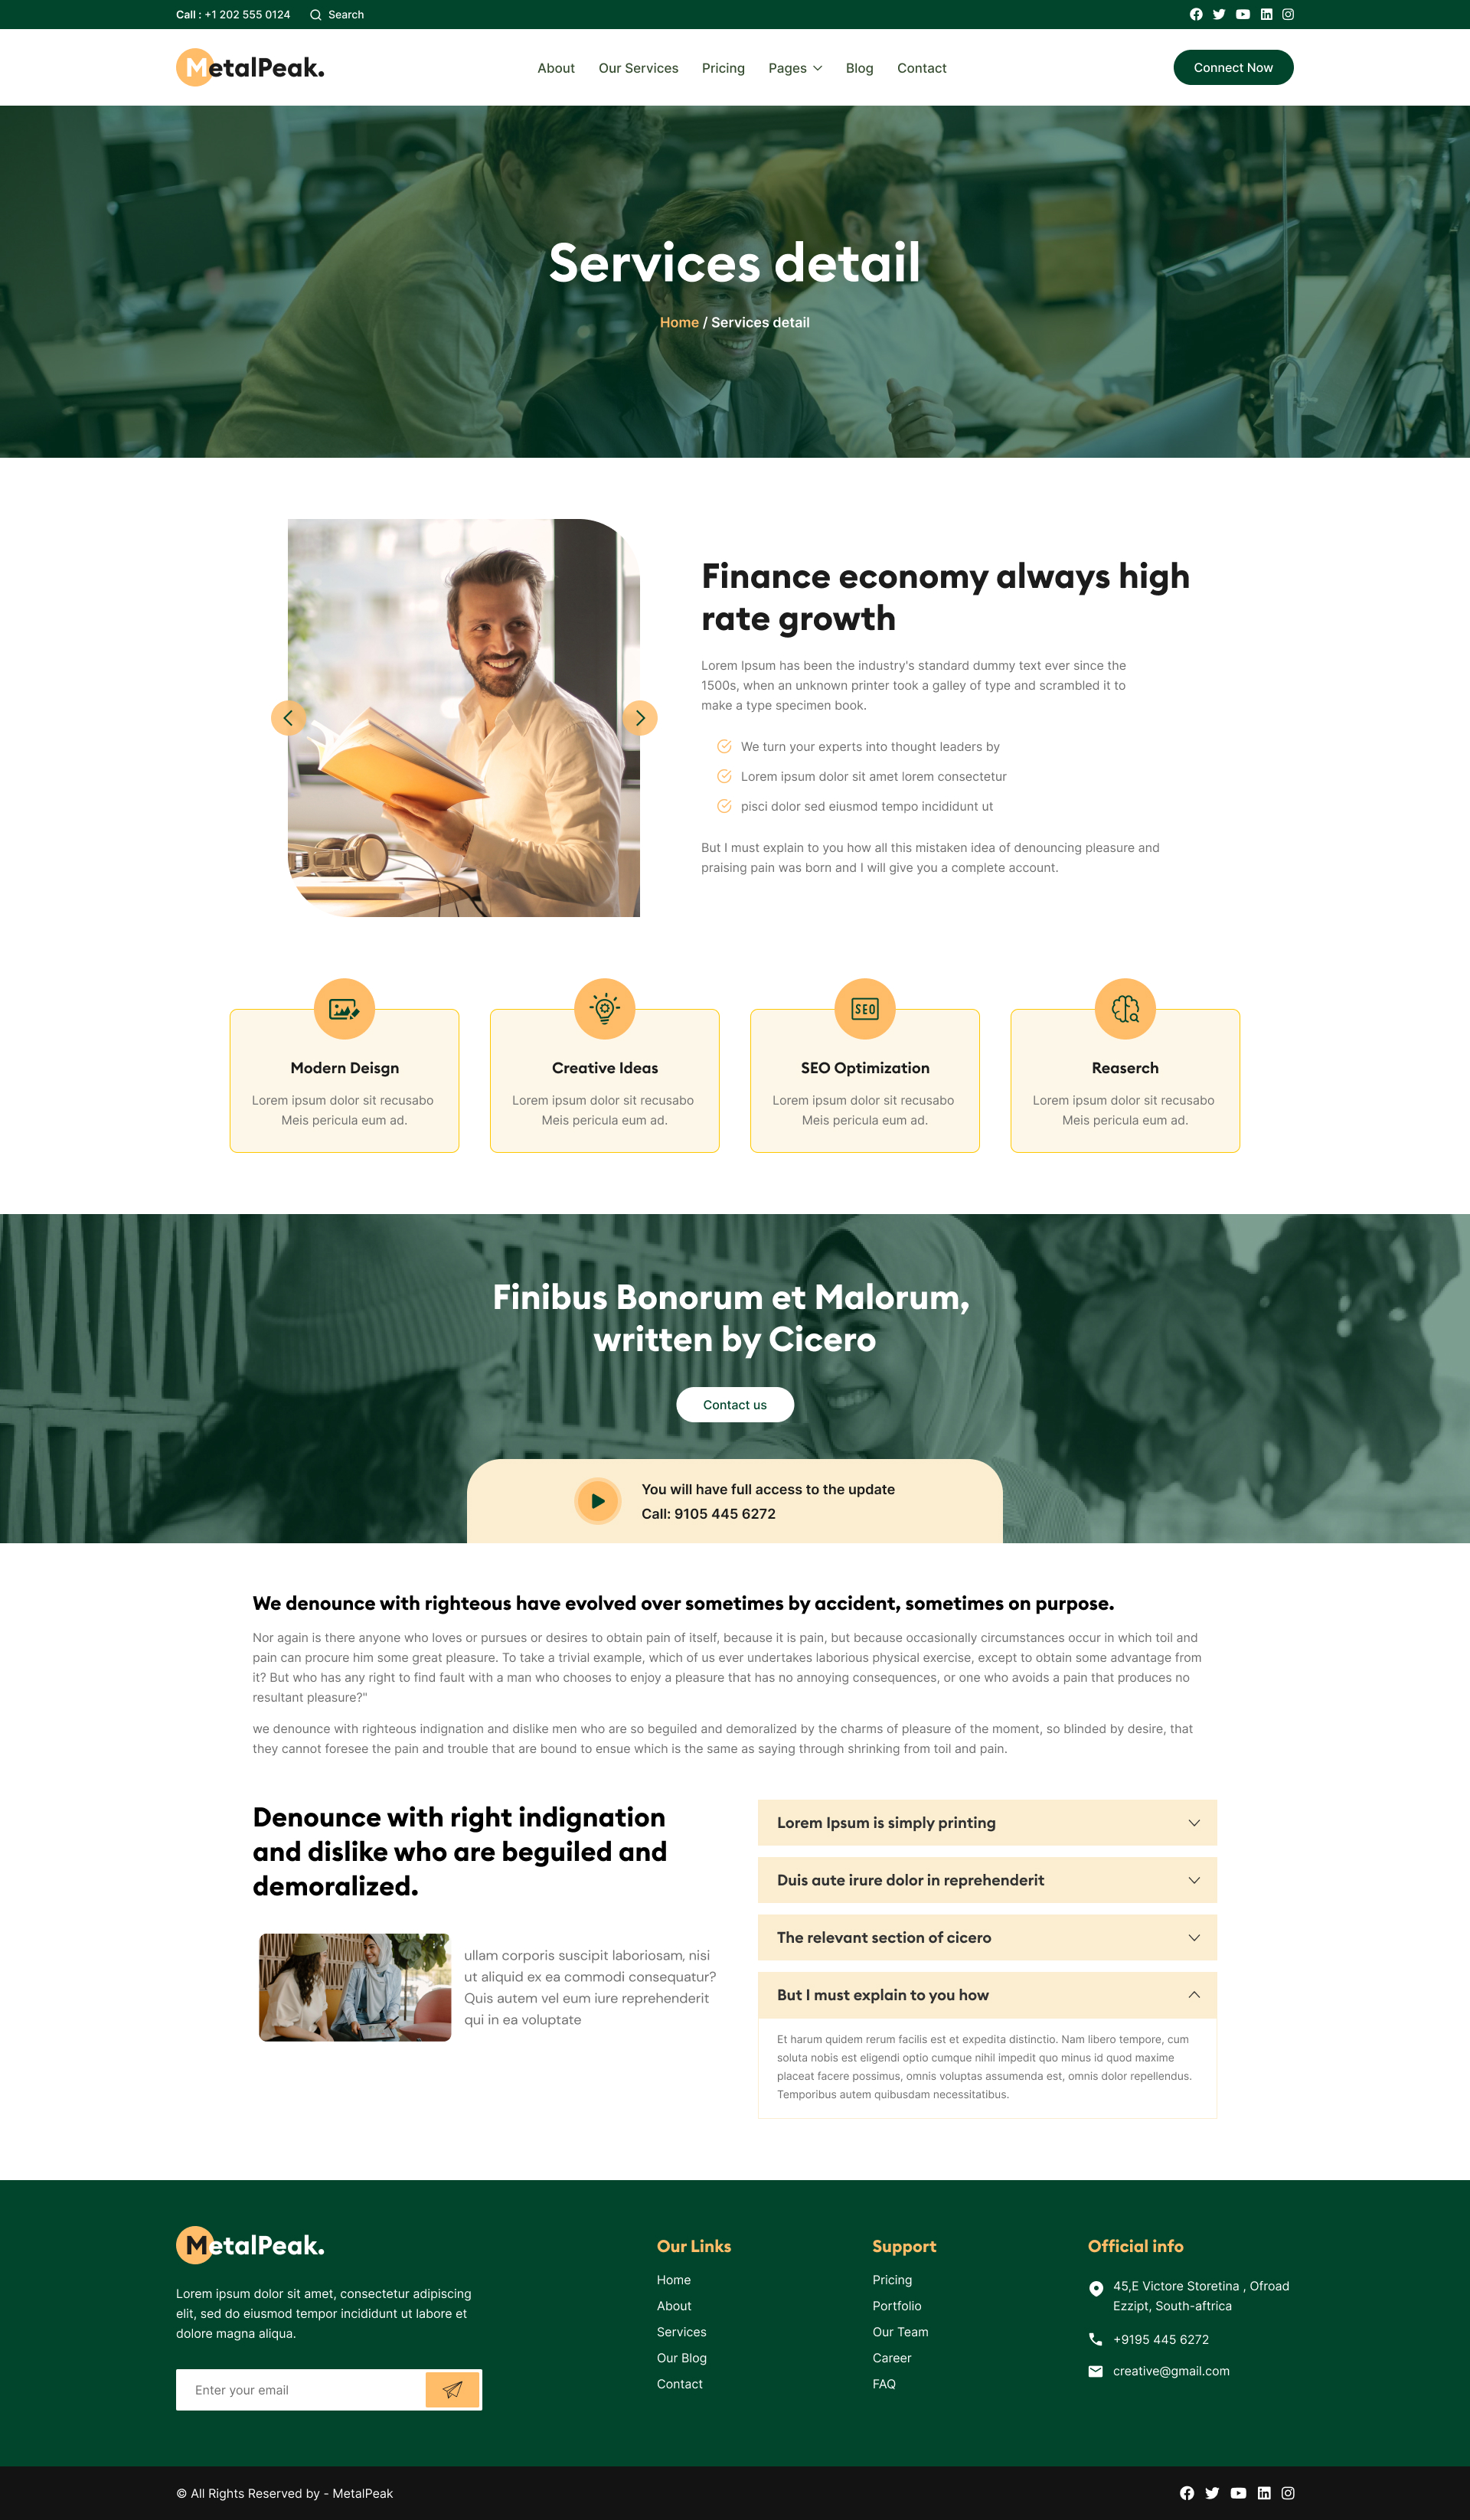 Call : +1 202 555 0124
Search
MetalPeak.
About
Our Services
Pricing
Pages
Blog
Contact
Connect Now
Services detail
Home / Services detail
Finance economy always high
rate growth
Lorem Ipsum has been the industry's standard dummy text ever since the
1500s, when an unknown printer took a galley of type and scrambled it to
make a type specimen book.
We turn your experts into thought leaders by
Lorem ipsum dolor sit amet lorem consectetur
pisci dolor sed eiusmod tempo incididunt ut
But I must explain to you how all this mistaken idea of denouncing pleasure and
praising pain was born and I will give you a complete account.
Modern Deisgn
Lorem ipsum dolor sit recusabo
Meis pericula eum ad.
Creative Ideas
Lorem ipsum dolor sit recusabo
Meis pericula eum ad.
SEO
SEO Optimization
Lorem ipsum dolor sit recusabo
Meis pericula eum ad.
Reaserch
Lorem ipsum dolor sit recusabo
Meis pericula eum ad.
Finibus Bonorum et Malorum,
written by Cicero
Contact us
You will have full access to the update
Call: 9105 445 6272
We denounce with righteous have evolved over sometimes by accident, sometimes on purpose.
Nor again is there anyone who loves or pursues or desires to obtain pain of itself, because it is pain, but because occasionally circumstances occur in which toil and
pain can procure him some great pleasure. To take a trivial example, which of us ever undertakes laborious physical exercise, except to obtain some advantage from
it? But who has any right to find fault with a man who chooses to enjoy a pleasure that has no annoying consequences, or one who avoids a pain that produces no
resultant pleasure?"
we denounce with righteous indignation and dislike men who are so beguiled and demoralized by the charms of pleasure of the moment, so blinded by desire, that
they cannot foresee the pain and trouble that are bound to ensue which is the same as saying through shrinking from toil and pain.
Denounce with right indignation
and dislike who are beguiled and
demoralized.
ullam corporis suscipit laboriosam, nisi
ut aliquid ex ea commodi consequatur?
Quis autem vel eum iure reprehenderit
qui in ea voluptate
Lorem Ipsum is simply printing
Duis aute irure dolor in reprehenderit
The relevant section of cicero
But I must explain to you how
Et harum quidem rerum facilis est et expedita distinctio. Nam libero tempore, cum
soluta nobis est eligendi optio cumque nihil impedit quo minus id quod maxime
placeat facere possimus, omnis voluptas assumenda est, omnis dolor repellendus.
Temporibus autem quibusdam necessitatibus.
MetalPeak.
Lorem ipsum dolor sit amet, consectetur adipiscing
elit, sed do eiusmod tempor incididunt ut labore et
dolore magna aliqua.
Enter your email
Our Links
Home
About
Services
Our Blog
Contact
Support
Pricing
Portfolio
Our Team
Career
FAQ
Official info
45,E Victore Storetina , Ofroad
Ezzipt, South-aftrica
+9195 445 6272
creative@gmail.com
© All Rights Reserved by - MetalPeak